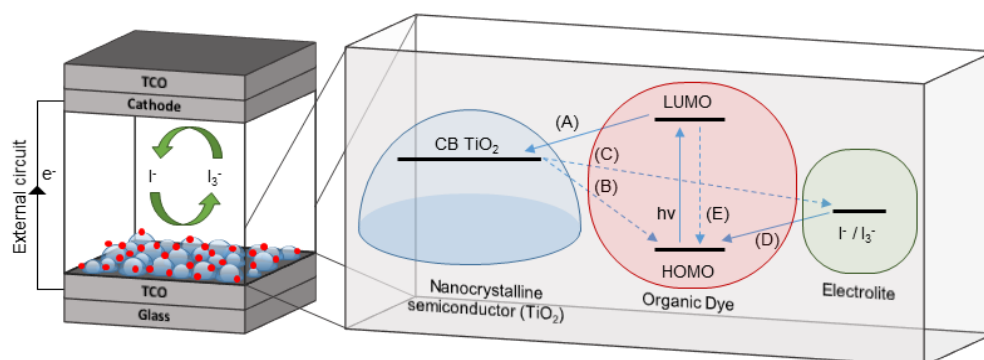 TCO
Cathode
External circuit
e-
I-
I3-
TCO
Glass
LUMO
(A)
CB TiO2
(C)
(B)
hv
(E)
(D)
I- / I3-
HOMO
Nanocrystalline
semiconductor (TiO2)
Organic Dye
Electrolite